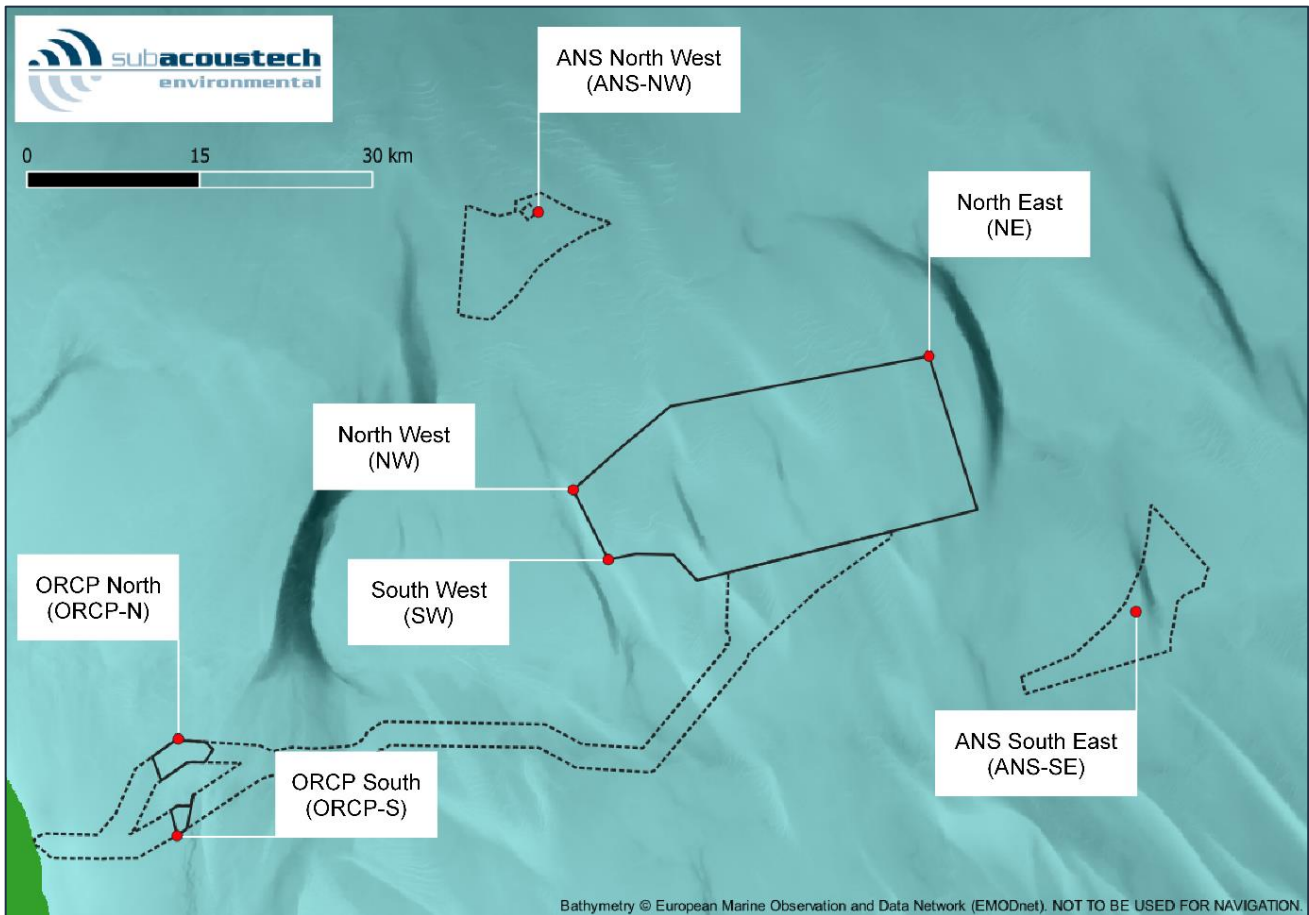 subacoustech
environmental
0 15 30 km
ANS North West
(ANS-NW)
North East
(NE)
North West
(NW)
South West
(SW)
ORCP North
(ORCP-N)
ORCP South
(ORCP-S)
ANS South East
(ANS-SE)
Bathymetry © European Marine Observation and Data Network (EMODnet). NOT TO BE USED FOR NAVIGATION.